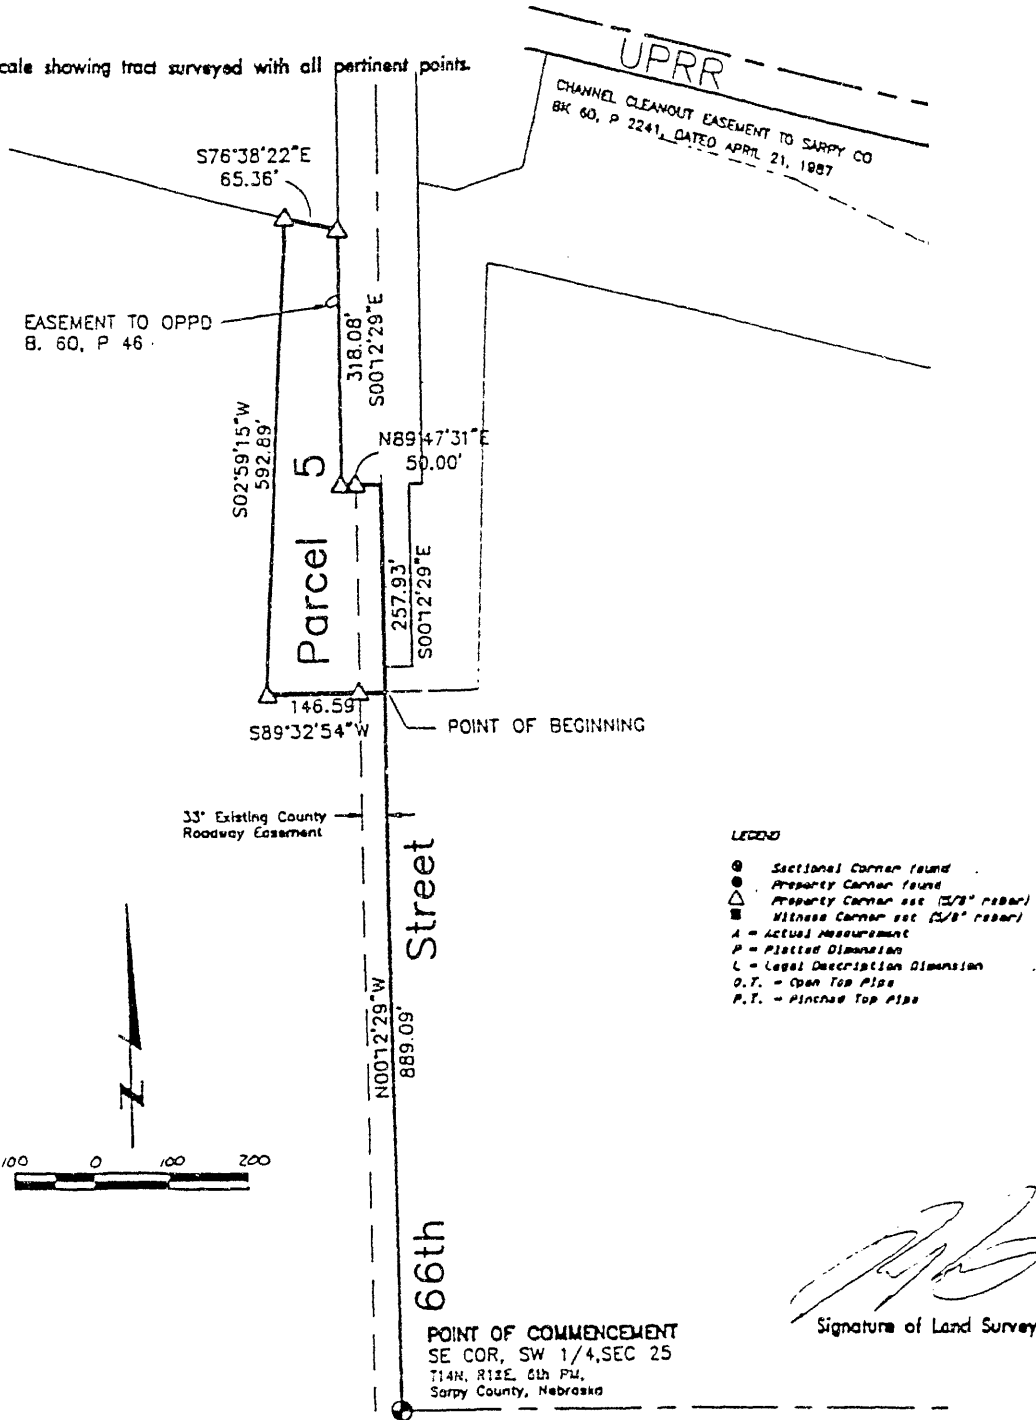 cale showing tract surveyed with all pertinent points.
UPRR
CHANNEL CLEANOUT EASEMENT TO SARPY CO
BK 60, P 2241, DATED APRIL 21, 1987
S76°38'22"E
65.36'
EASEMENT TO OPPD
B. 60, P 46
318.08'
S00°12'29"E
N89°47'31"E
50.00'
S02°59'15"W
592.89'
Parcel 5
257.93'
S00°12'29"E
146.59
S89°32'54"W
POINT OF BEGINNING
33' Existing County
Roadway Easement
LEGEND
Sectional Corner found
Property Corner found
Property Corner set (5/8" rebar)
Witness Corner set (5/8" rebar)
A = Actual Measurement
P = Platted Dimension
L = Legal Description Dimension
O.T. = Open Top Pipe
P.T. = Pinched Top Pipe
66th Street
N00°12'29"W
889.09'
Z
100 0 100 200
POINT OF COMMENCEMENT
SE COR, SW 1/4, SEC 25
T14N, R12E, 6th PM,
Sarpy County, Nebraska
Signature of Land Survey